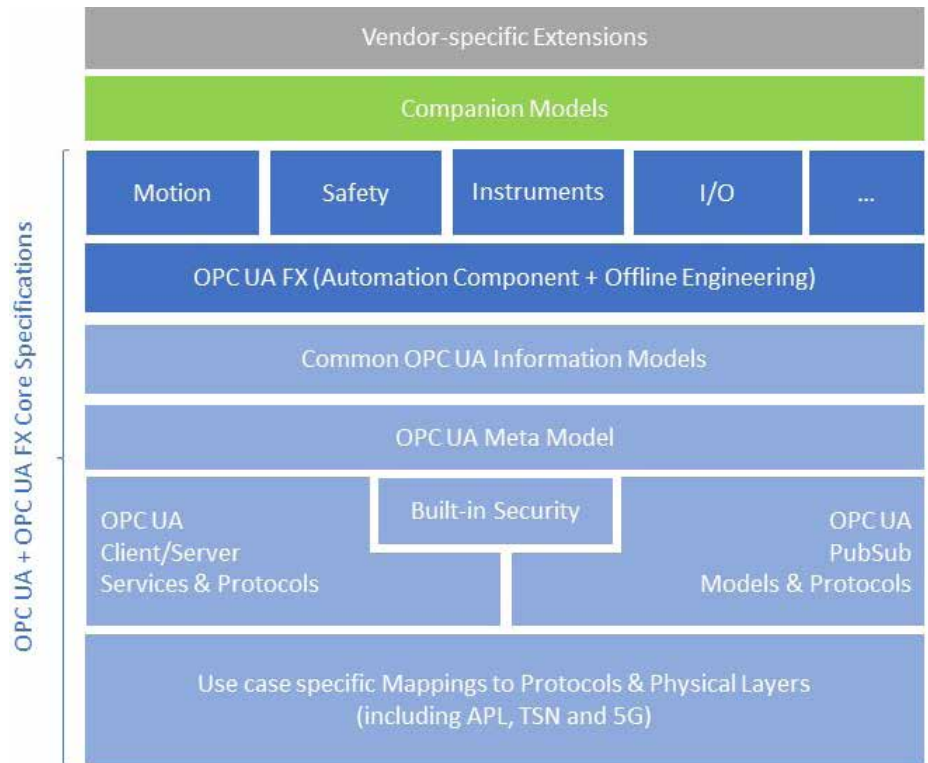 Vendor-specific Extensions
Companion Models
OPC UA + OPC UA FX Core Specifications
Motion
Safety
Instruments
I/O
...
OPC UA FX (Automation Component + Offline Engineering)
Common OPC UA Information Models
OPC UA Meta Model
Built-in Security
OPC UA
Client/Server
Services & Protocols
OPC UA
PubSub
Models & Protocols
Use case specific Mappings to Protocols & Physical Layers
(including APL, TSN and 5G)